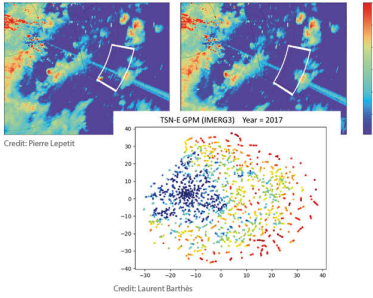 Credit: Pierre Lepetit
TSN-E GPM (IMERG3) Year = 2017
40
30
20
10
0
−10
−20
−30
−40
−30 −20 −10 0 10 20 30 40
Credit: Laurent Barthès